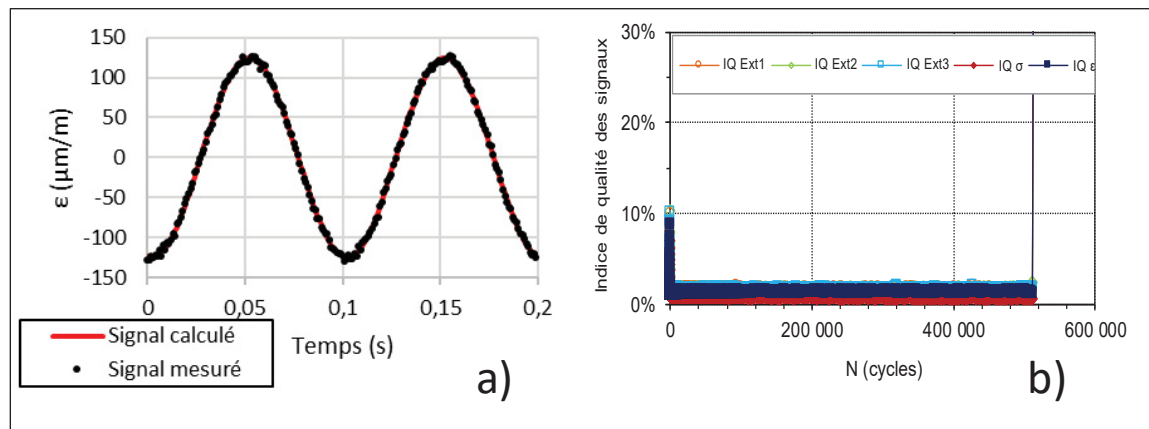 150
100
50
0
-50
-100
-150
ε (µm/m)
0
0,05
0,1
0,15
0,2
Temps (s)
Signal calculé
Signal mesuré
a)
30%
20%
10%
0%
Indice de qualité des signaux
IQ Ext1 IQ Ext2 IQ Ext3 IQ σ IQ ε
0
200 000
400 000
600 000
N (cycles)
b)